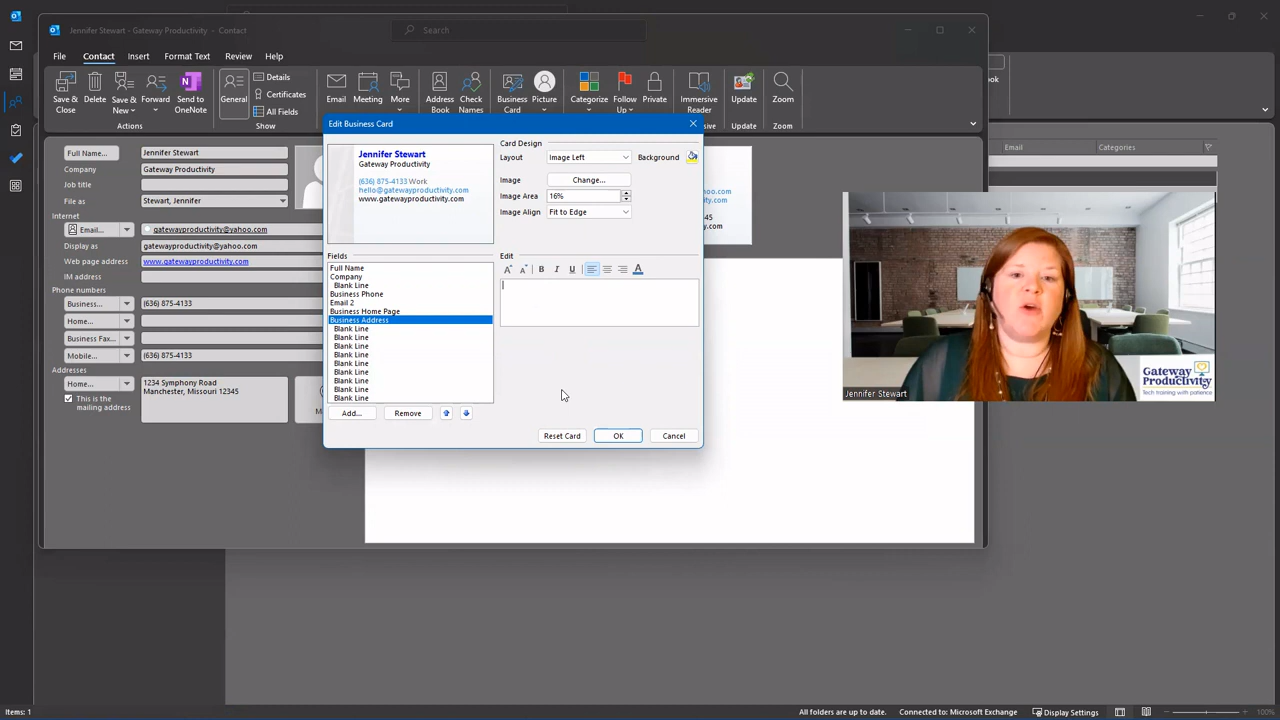 Jennifer Stewart - Gateway Productivity - Contact
Search
File Contact Insert Format Text Review Help
Save & Close
Delete
Save & New
Forward
Send to OneNote
Actions
General
Details
Certificates
All Fields
Show
Email
Meeting
More
Address Book
Check Names
Business Card
Picture
Categorize
Follow Up
Private
Immersive Reader
Update
Update
Zoom
Zoom
Full Name... Jennifer Stewart
Company Gateway Productivity
Job title
File as Stewart, Jennifer
Internet
Email... gatewayproductivity@yahoo.com
Display as gatewayproductivity@yahoo.com
Web page address www.gatewayproductivity.com
IM address
Phone numbers
Business... (636) 875-4133
Home...
Business Fax...
Mobile... (636) 875-4133
Addresses
Home... 1234 Symphony Road
Manchester, Missouri 12345
This is the mailing address
Edit Business Card
Jennifer Stewart
Gateway Productivity
(636) 875-4133 Work
hello@gatewayproductivity.com
www.gatewayproductivity.com
Card Design
Layout Image Left Background
Image Change...
Image Area 16%
Image Align Fit to Edge
Fields
Full Name
Company
Blank Line
Business Phone
Email 2
Business Home Page
Business Address
Blank Line
Blank Line
Blank Line
Blank Line
Blank Line
Blank Line
Blank Line
Blank Line
Blank Line
Add... Remove
Edit
B I U A
Reset Card OK Cancel
Email Categories
Gateway
Productivity
Tech training with patience
Jennifer Stewart
Items: 1
All folders are up to date. Connected to: Microsoft Exchange Display Settings 100%